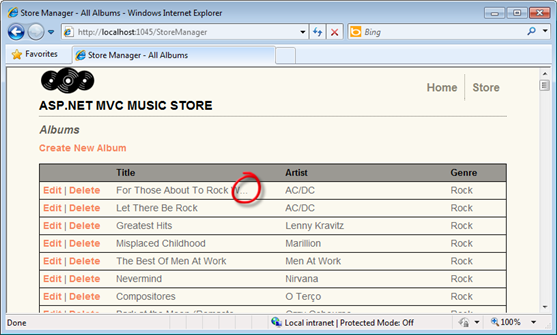 Store Manager - All Albums - Windows Internet Explorer
http://localhost:1045/StoreManager
Bing
Favorites
Store Manager - All Albums
Home
Store
ASP.NET MVC MUSIC STORE
Albums
Create New Album
Title Artist Genre
Edit | Delete For Those About To Rock W... AC/DC Rock
Edit | Delete Let There Be Rock AC/DC Rock
Edit | Delete Greatest Hits Lenny Kravitz Rock
Edit | Delete Misplaced Childhood Marillion Rock
Edit | Delete The Best Of Men At Work Men At Work Rock
Edit | Delete Nevermind Nirvana Rock
Edit | Delete Compositores O Terço Rock
Edit | Delete
Done
Local intranet | Protected Mode: Off
100%